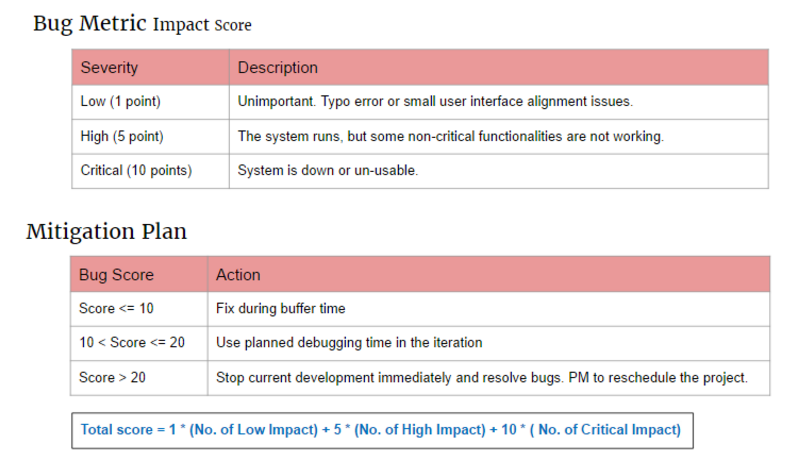 Bug Metric Impact Score
Severity Description
Low (1 point) Unimportant. Typo error or small user interface alignment issues.
High (5 point) The system runs, but some non-critical functionalities are not working.
Critical (10 points) System is down or un-usable.
Mitigation Plan
Bug Score Action
Score <= 10 Fix during buffer time
10 < Score <= 20 Use planned debugging time in the iteration
Score > 20 Stop current development immediately and resolve bugs. PM to reschedule the project.
Total score = 1 * (No. of Low Impact) + 5 * (No. of High Impact) + 10 * ( No. of Critical Impact)